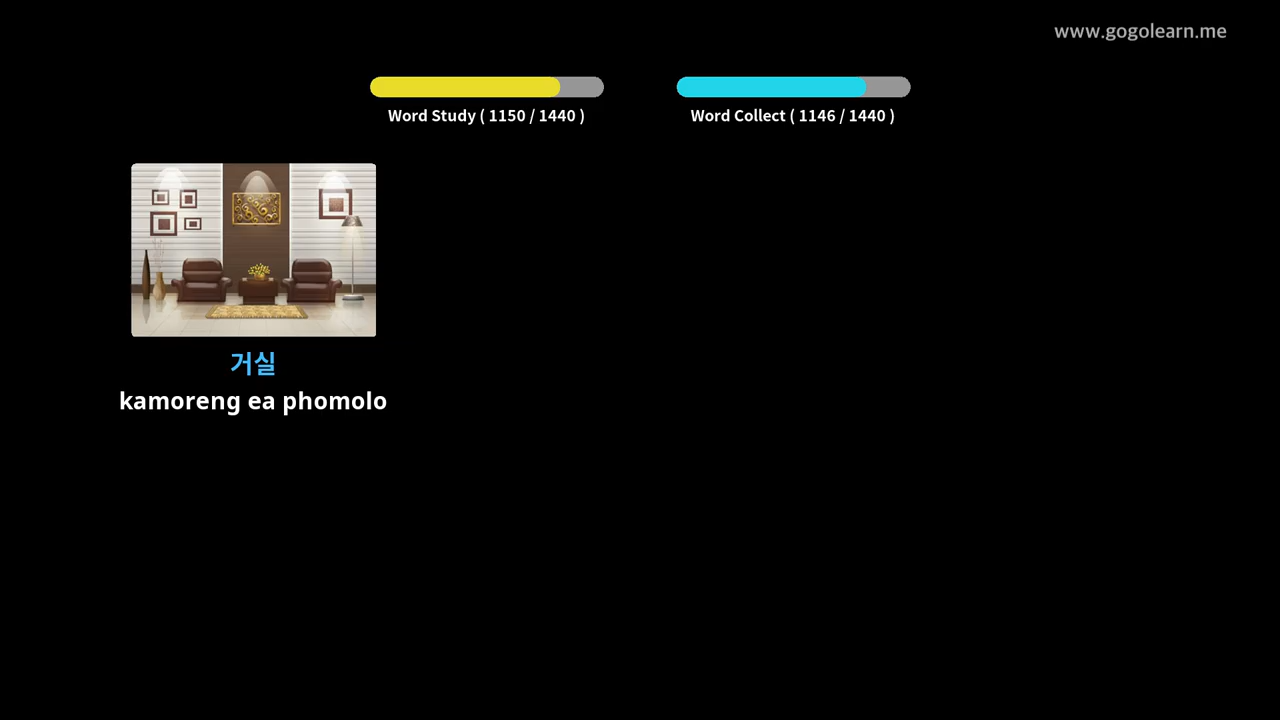 www.gogolearn.me
Word Study ( 1150 / 1440 )
Word Collect ( 1146 / 1440 )
거실
kamoreng ea phomolo